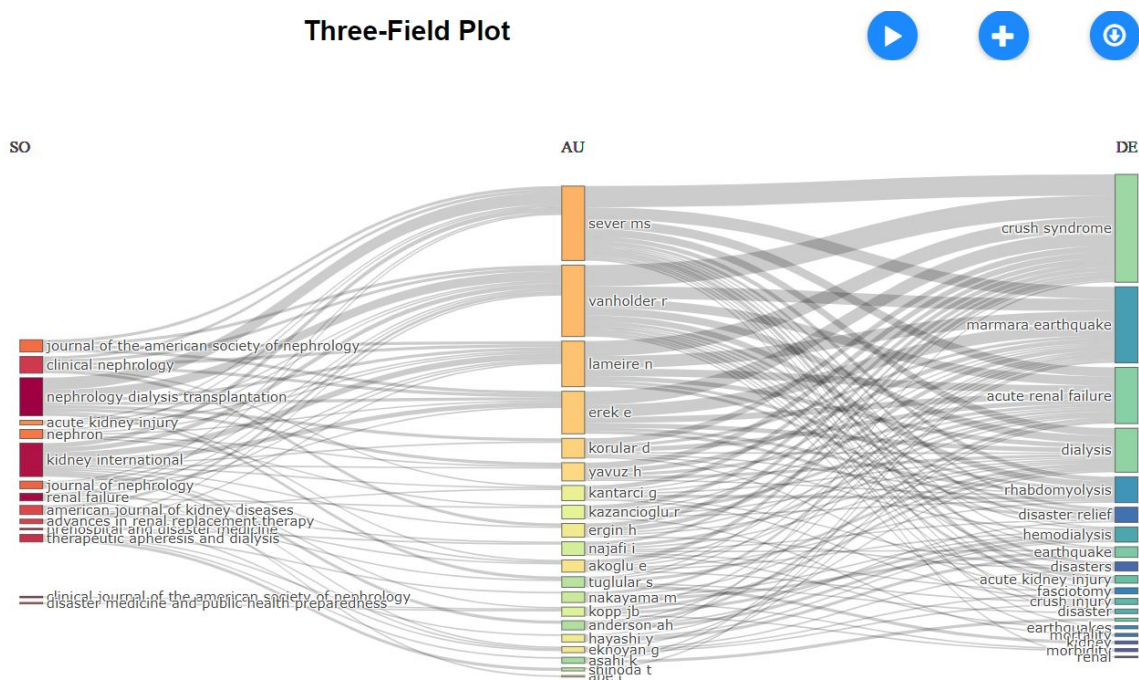 Three-Field Plot
SO
AU
DE
journal of the american society of nephrology
clinical nephrology
nephrology dialysis transplantation
acute kidney injury
nephron
kidney international
journal of nephrology
renal failure
american journal of kidney diseases
advances in renal replacement therapy
prehospital and disaster medicine
therapeutic apheresis and dialysis
clinical journal of the american society of nephrology
disaster medicine and public health preparedness
sever ms
vanholder r
lameire n
erek e
korular d
yavuz h
kantarci g
kazancioglu r
ergin h
najafi i
akoglu e
tuglular s
nakayama m
kopp jb
anderson ah
hayashi y
eknoyan g
asahi k
shinoda t
crush syndrome
marmara earthquake
acute renal failure
dialysis
rhabdomyolysis
disaster relief
hemodialysis
earthquake
disasters
acute kidney injury
fasciotomy
crush injury
disaster
earthquakes
mortality
kidney
morbidity
renal